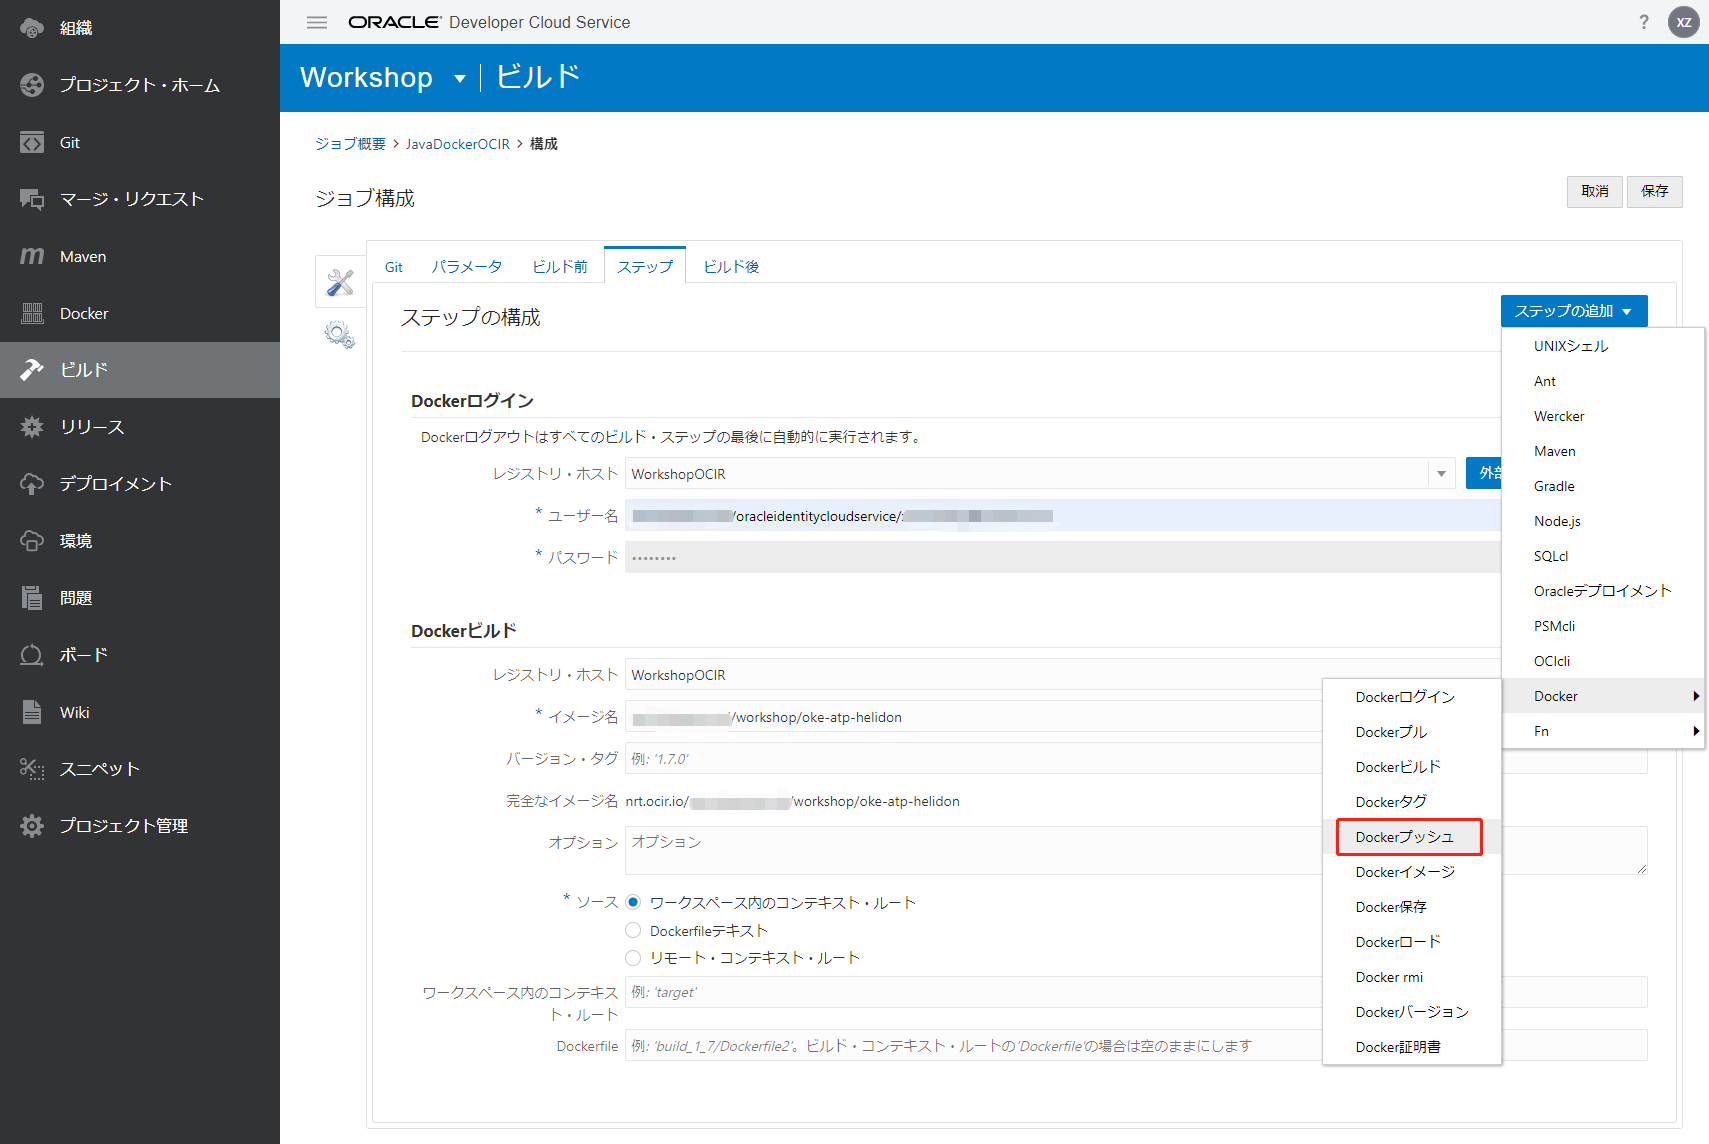 組織
プロジェクト・ホーム
Git
マージ・リクエスト
Maven
Docker
ビルド
リリース
デプロイメント
環境
問題
ボード
Wiki
スニペット
プロジェクト管理
ORACLE Developer Cloud Service
? XZ
Workshop ビルド
ジョブ概要 > JavaDockerOCIR > 構成
ジョブ構成
取消 保存
Git パラメータ ビルド前 ステップ ビルド後
ステップの構成
ステップの追加
Dockerログイン
Dockerログアウトはすべてのビルド・ステップの最後に自動的に実行されます。
レジストリ・ホスト WorkshopOCIR 外部
* ユーザー名 /oracleidentitycloudservice/
* パスワード ••••••••
Dockerビルド
レジストリ・ホスト WorkshopOCIR
* イメージ名 /workshop/oke-atp-helidon
バージョン・タグ 例: '1.7.0'
完全なイメージ名 nrt.ocir.io/ /workshop/oke-atp-helidon
オプション オプション
* ソース ワークスペース内のコンテキスト・ルート
Dockerfileテキスト
リモート・コンテキスト・ルート
ワークスペース内のコンテキス
ト・ルート
例: 'target'
Dockerfile 例: 'build_1_7/Dockerfile2'。ビルド・コンテキスト・ルートの'Dockerfile'の場合は空のままにします
UNIXシェル
Ant
Wercker
Maven
Gradle
Node.js
SQLcl
Oracleデプロイメント
PSMcli
OCIcli
Docker
Fn
Dockerログイン
Dockerプル
Dockerビルド
Dockerタグ
Dockerプッシュ
Dockerイメージ
Docker保存
Dockerロード
Docker rmi
Dockerバージョン
Docker証明書